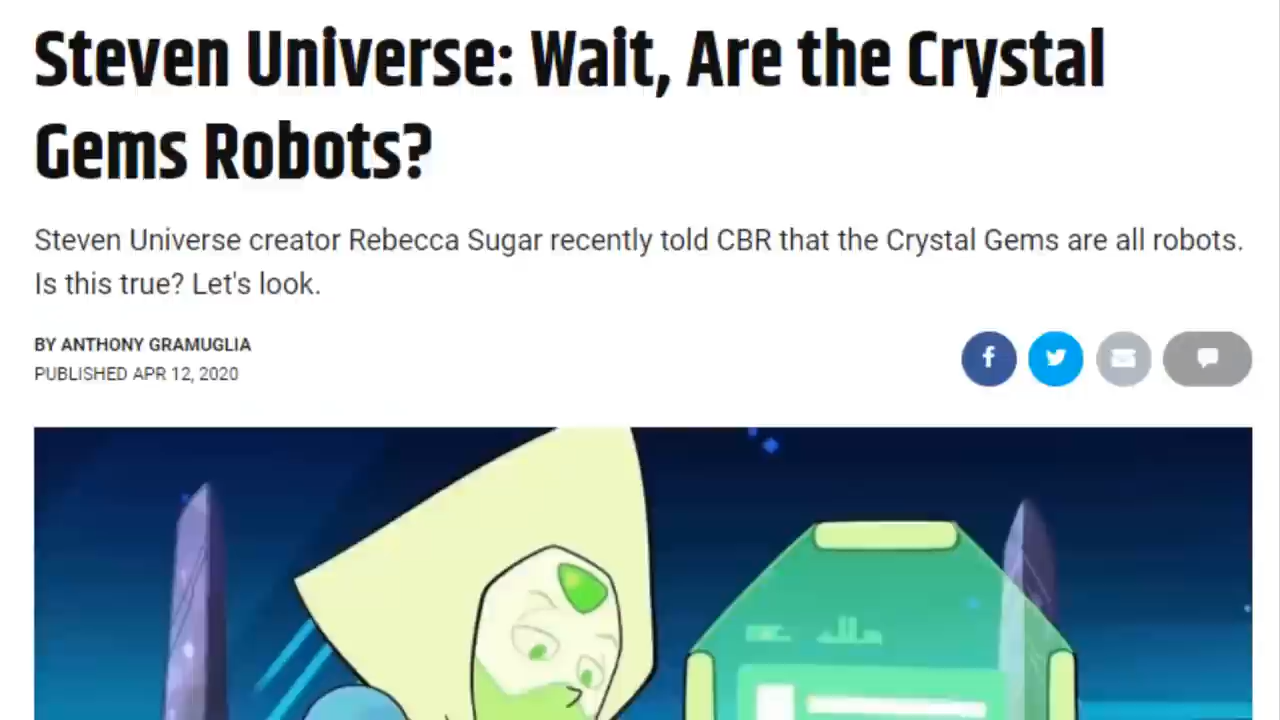 Steven Universe: Wait, Are the Crystal
Gems Robots?
Steven Universe creator Rebecca Sugar recently told CBR that the Crystal Gems are all robots.
Is this true? Let's look.
BY ANTHONY GRAMUGLIA
PUBLISHED APR 12, 2020